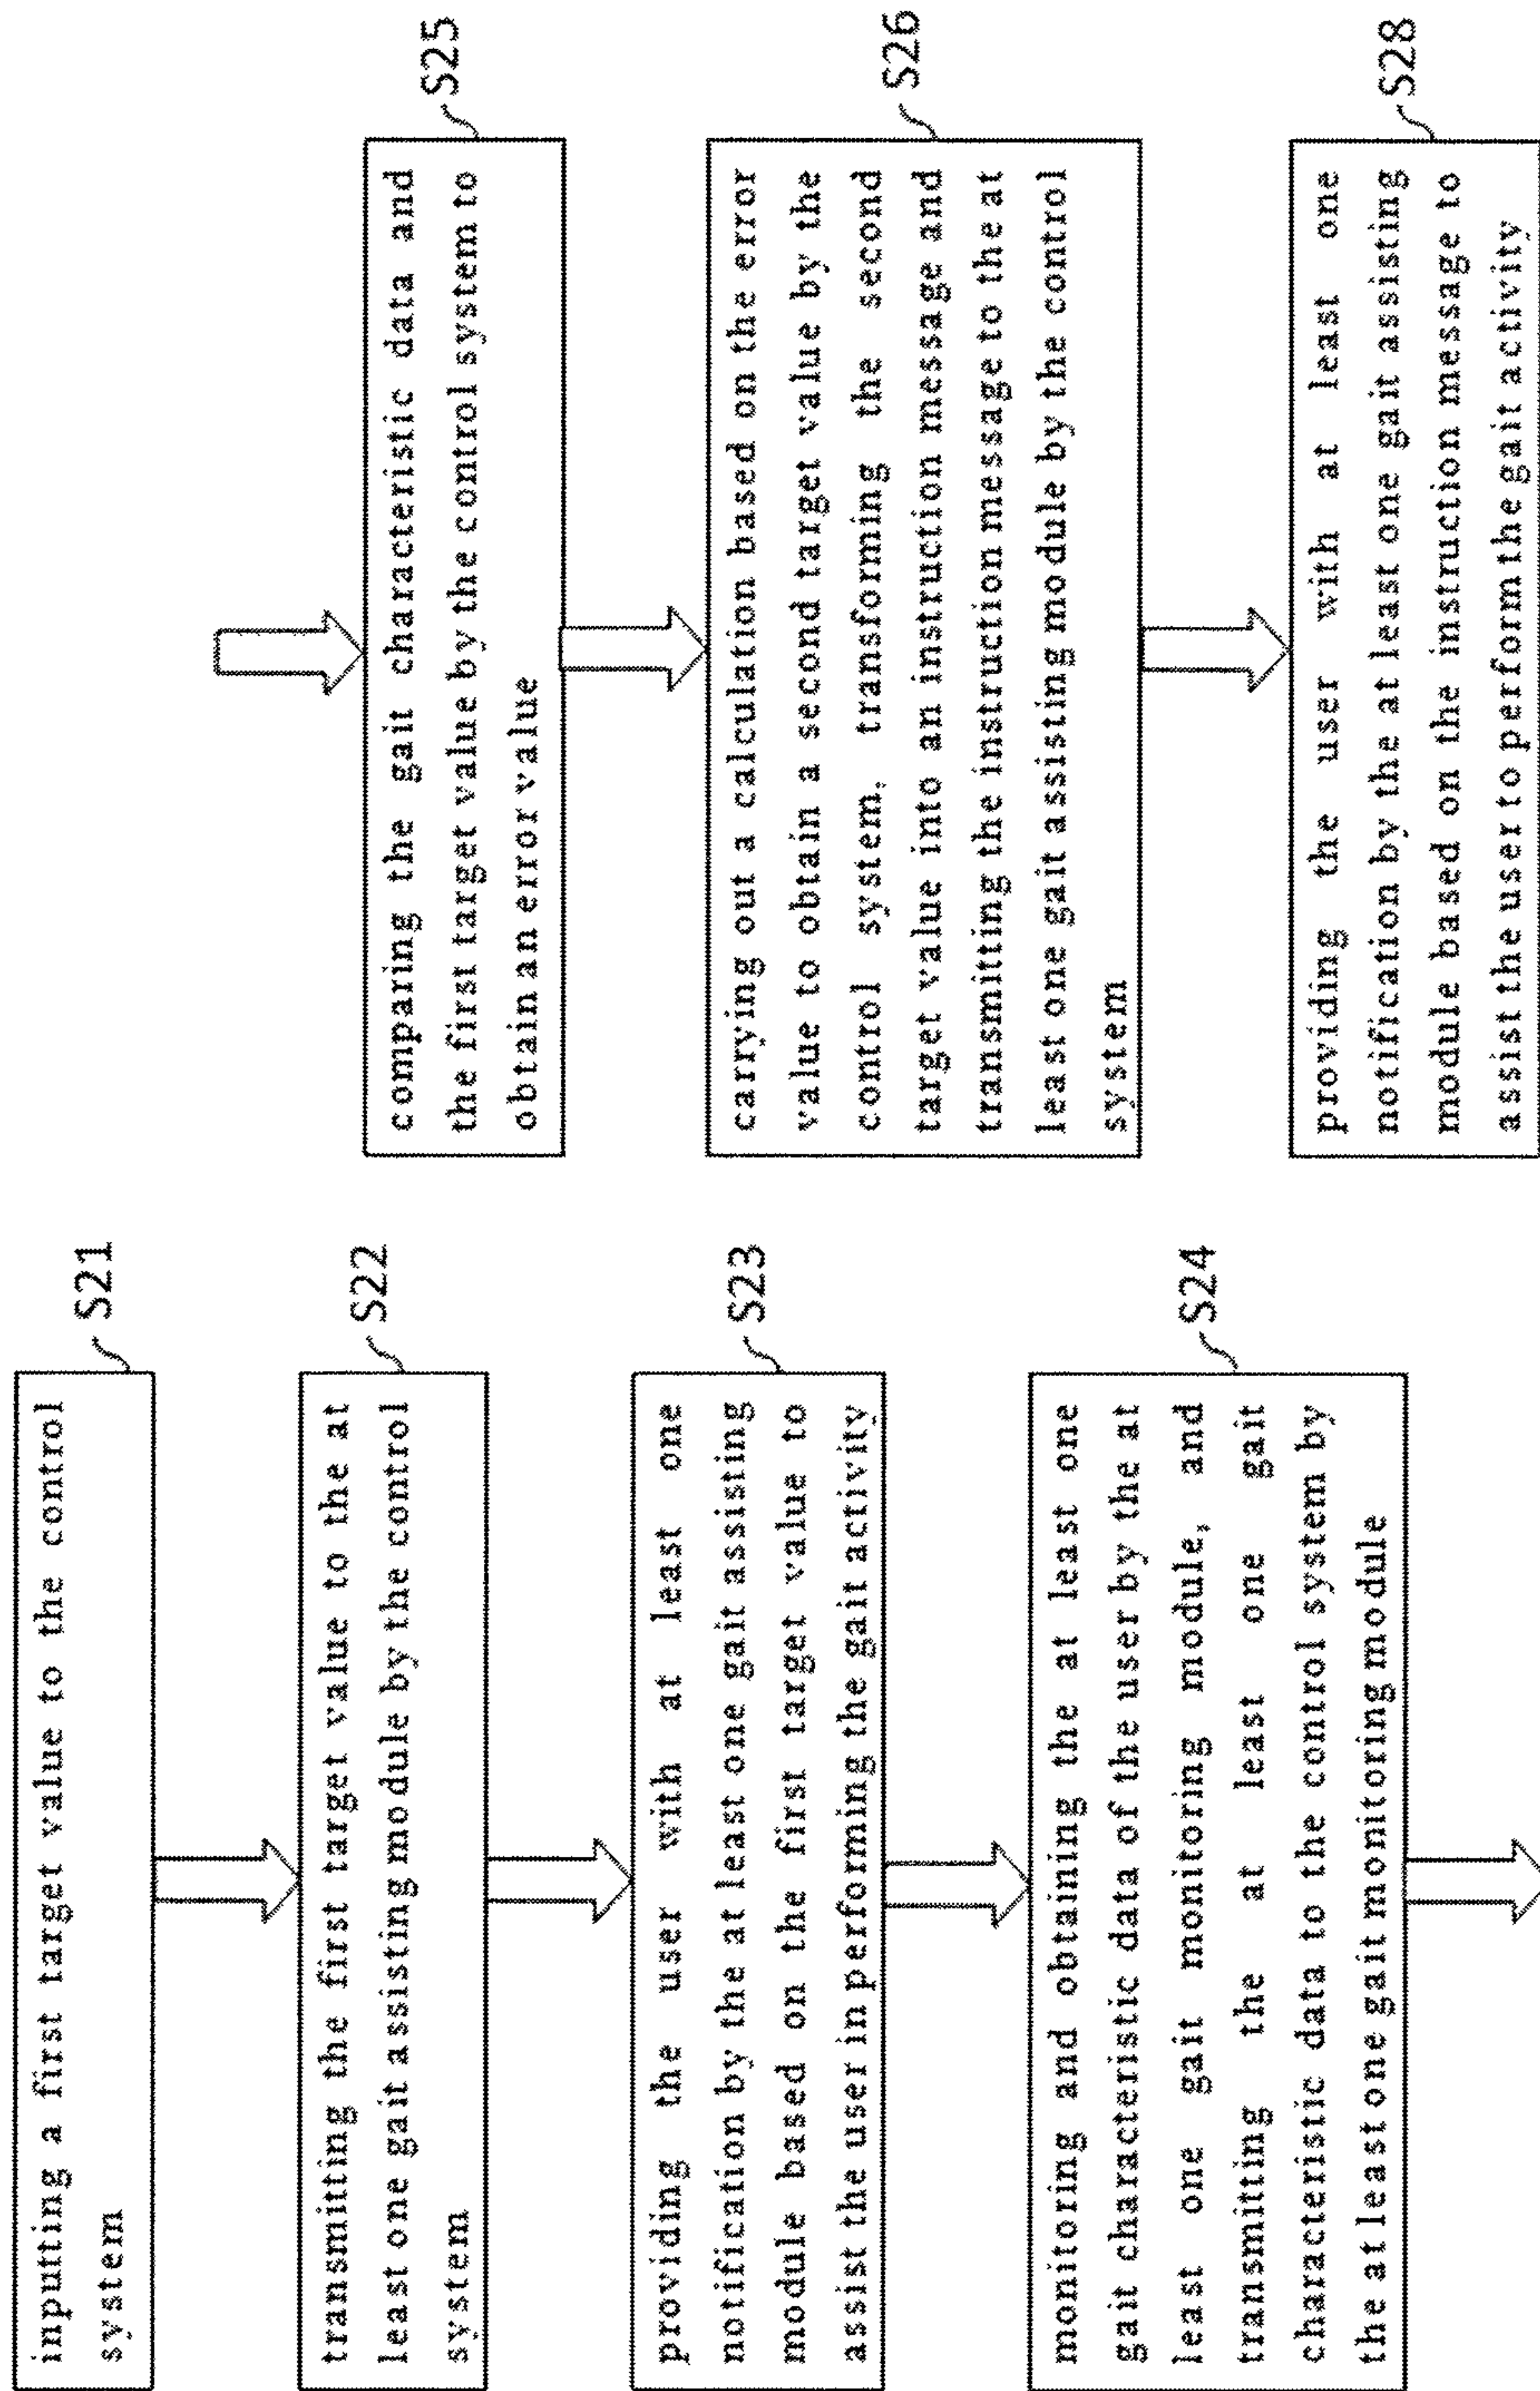 inputting a first target value to the control
system
S21
transmitting the first target value to the at
least one gait assisting module by the control
system
S22
providing the user with at least one
notification by the at least one gait assisting
module based on the first target value to
assist the user in performing the gait activity
S23
monitoring and obtaining the at least one
gait characteristic data of the user by the at
least one gait monitoring module, and
transmitting the at least one gait
characteristic data to the control system by
the at least one gait monitoring module
S24
comparing the gait characteristic data and
the first target value by the control system to
obtain an error value
S25
carrying out a calculation based on the error
value to obtain a second target value by the
control system, transforming the second
target value into an instruction message and
transmitting the instruction message to the at
least one gait assisting module by the control
system
S26
providing the user with at least one
notification by the at least one gait assisting
module based on the instruction message to
assist the user to perform the gait activity
S28